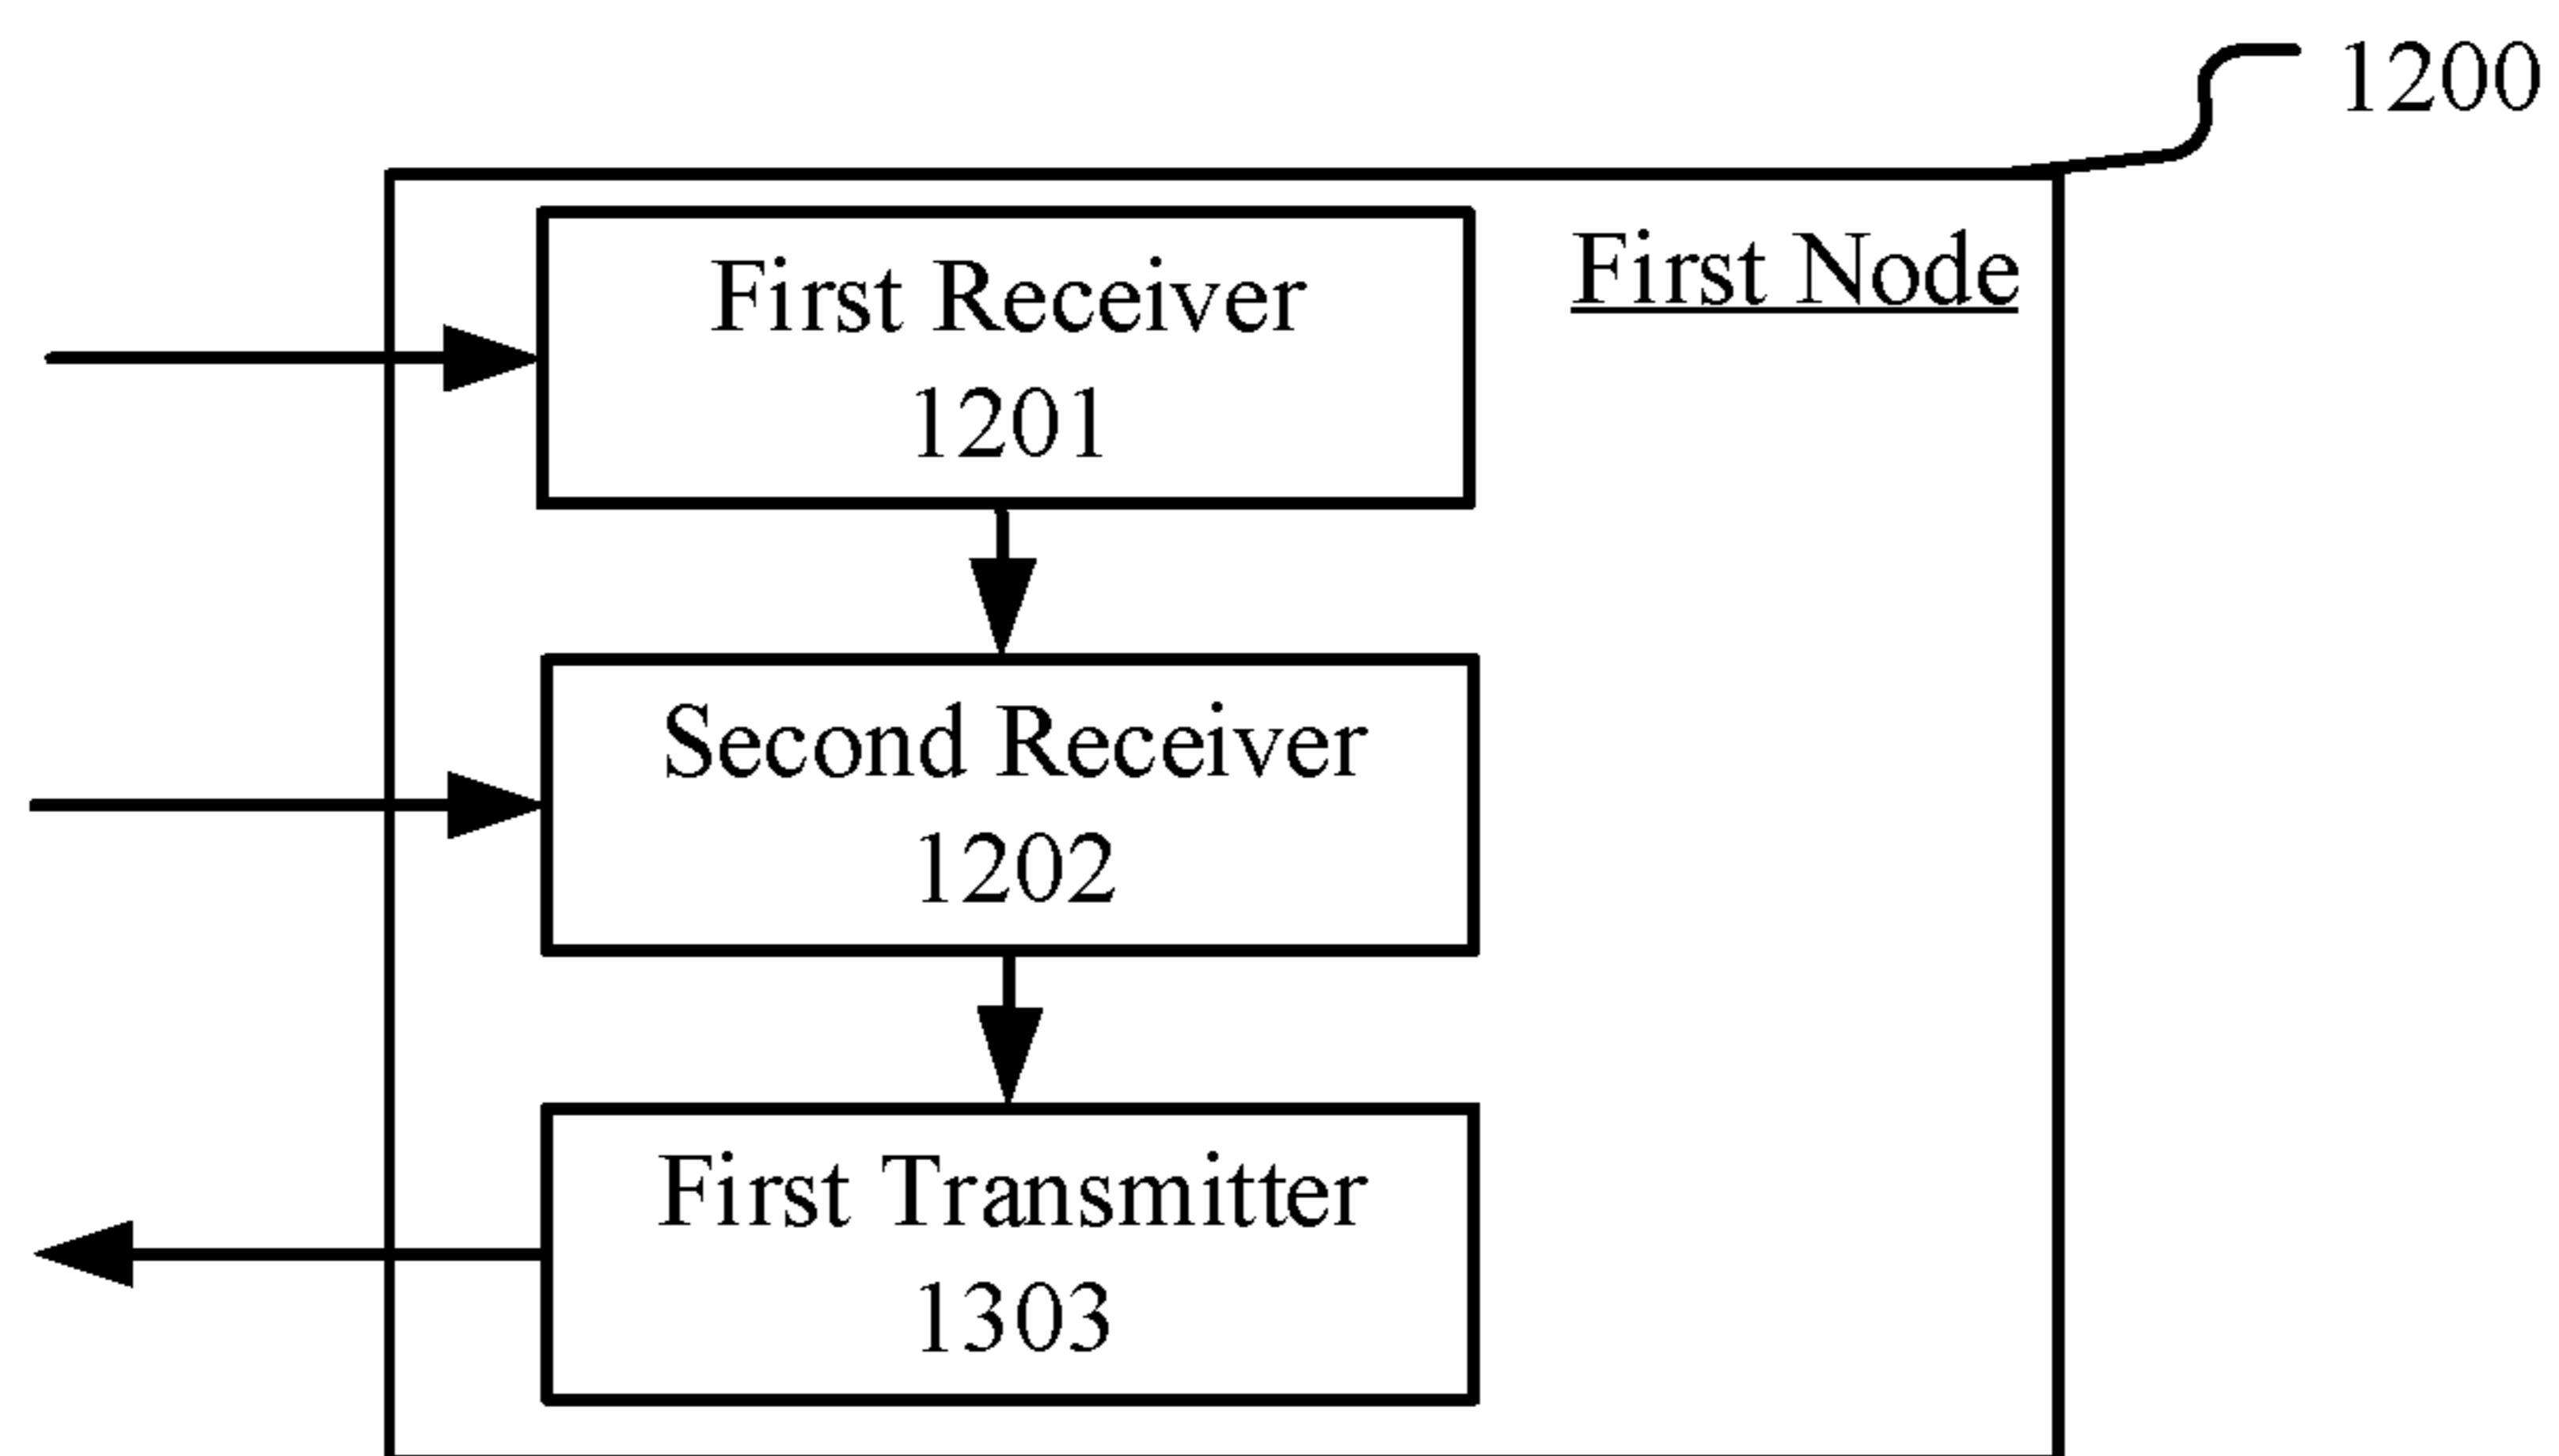 1200
First Node
First Receiver
1201
Second Receiver
1202
First Transmitter
1303